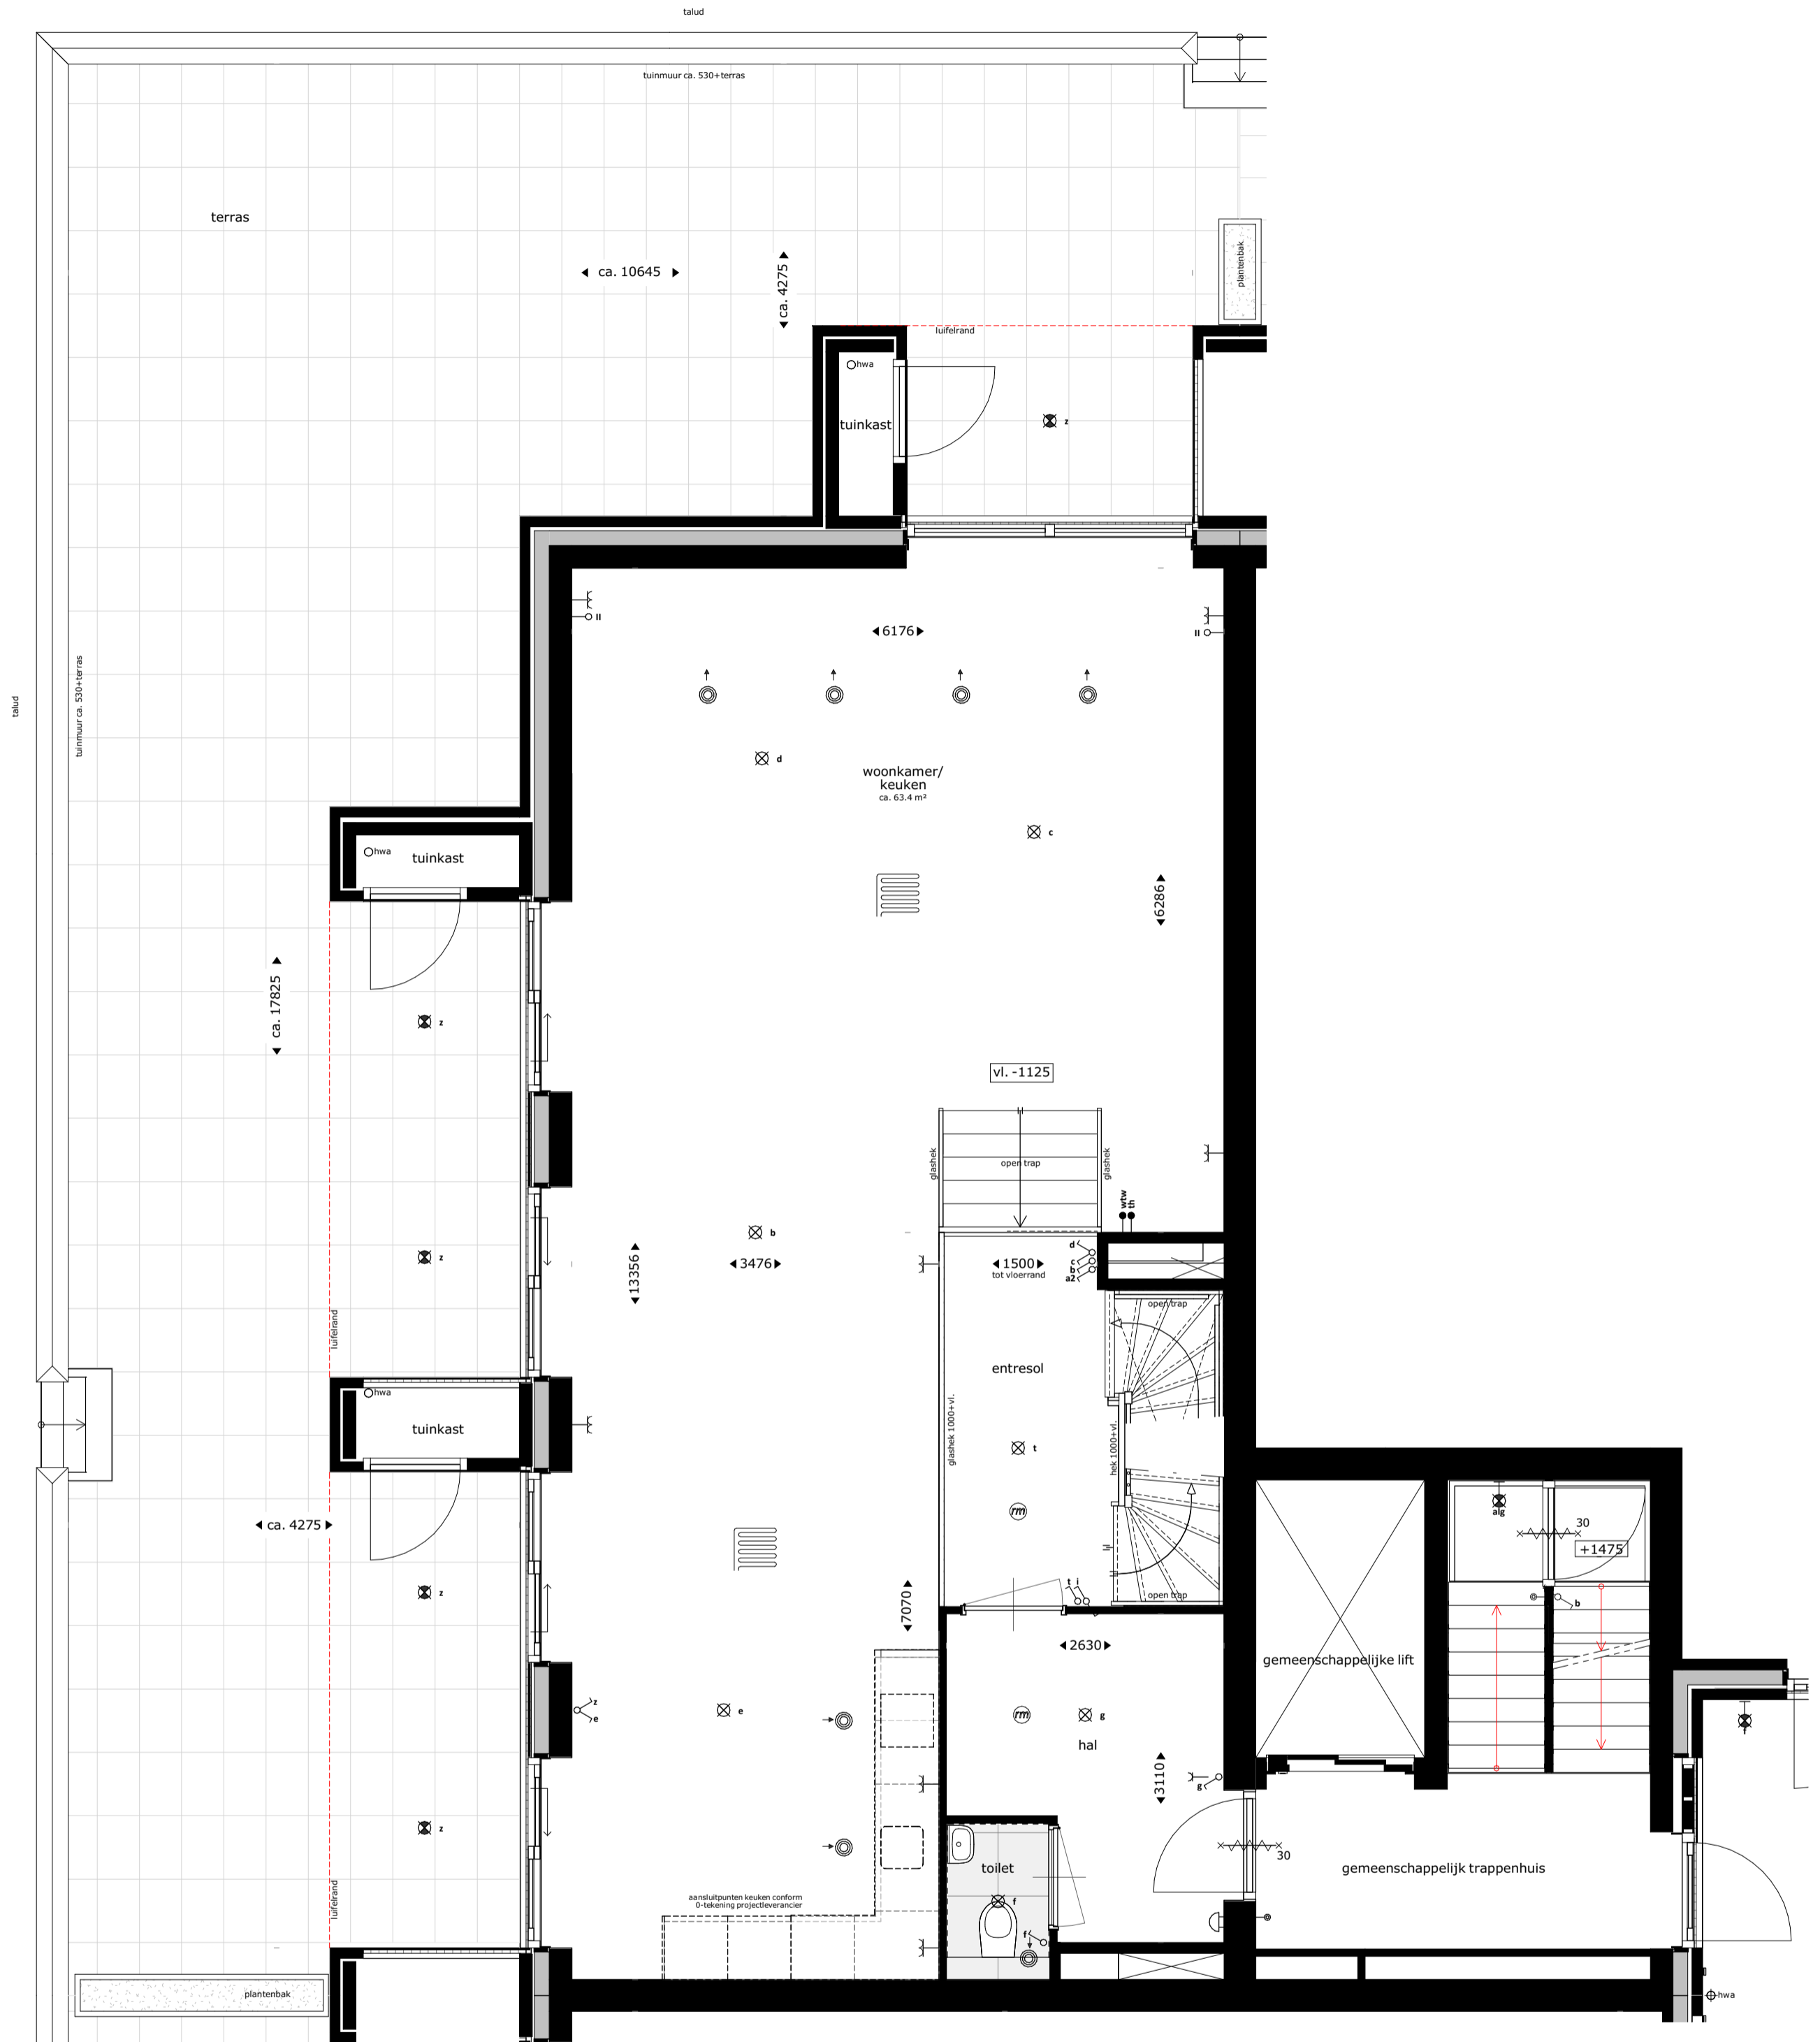 talud
tuinmuur ca. 530+terras
terras
plantenbak
ca. 10645
ca. 4275
luifelrand
hwa
tuinkast
z
II
6176
II
talud
tuinmuur ca. 530+terras
d
woonkamer/
keuken
ca. 63.4 m²
c
hwa
tuinkast
6286
ca. 17825
z
vl. -1125
glashek
open trap
glashek
wtw
th
b
d
c
b
a2
z
13356
3476
1500
tot vloerrand
open trap
luifelrand
entresol
hwa
tuinkast
glashek 1000+vl.
hek 1000+vl.
t
rm
ca. 4275
alg
30
+1475
z
7070
t i
open trap
b
2630
gemeenschappelijke lift
z
e
e
rm
g
hal
f
3110
g
z
30
toilet
gemeenschappelijk trappenhuis
luifelrand
aansluitpunten keuken conform
0-tekening projectleverancier
f
f
plantenbak
hwa